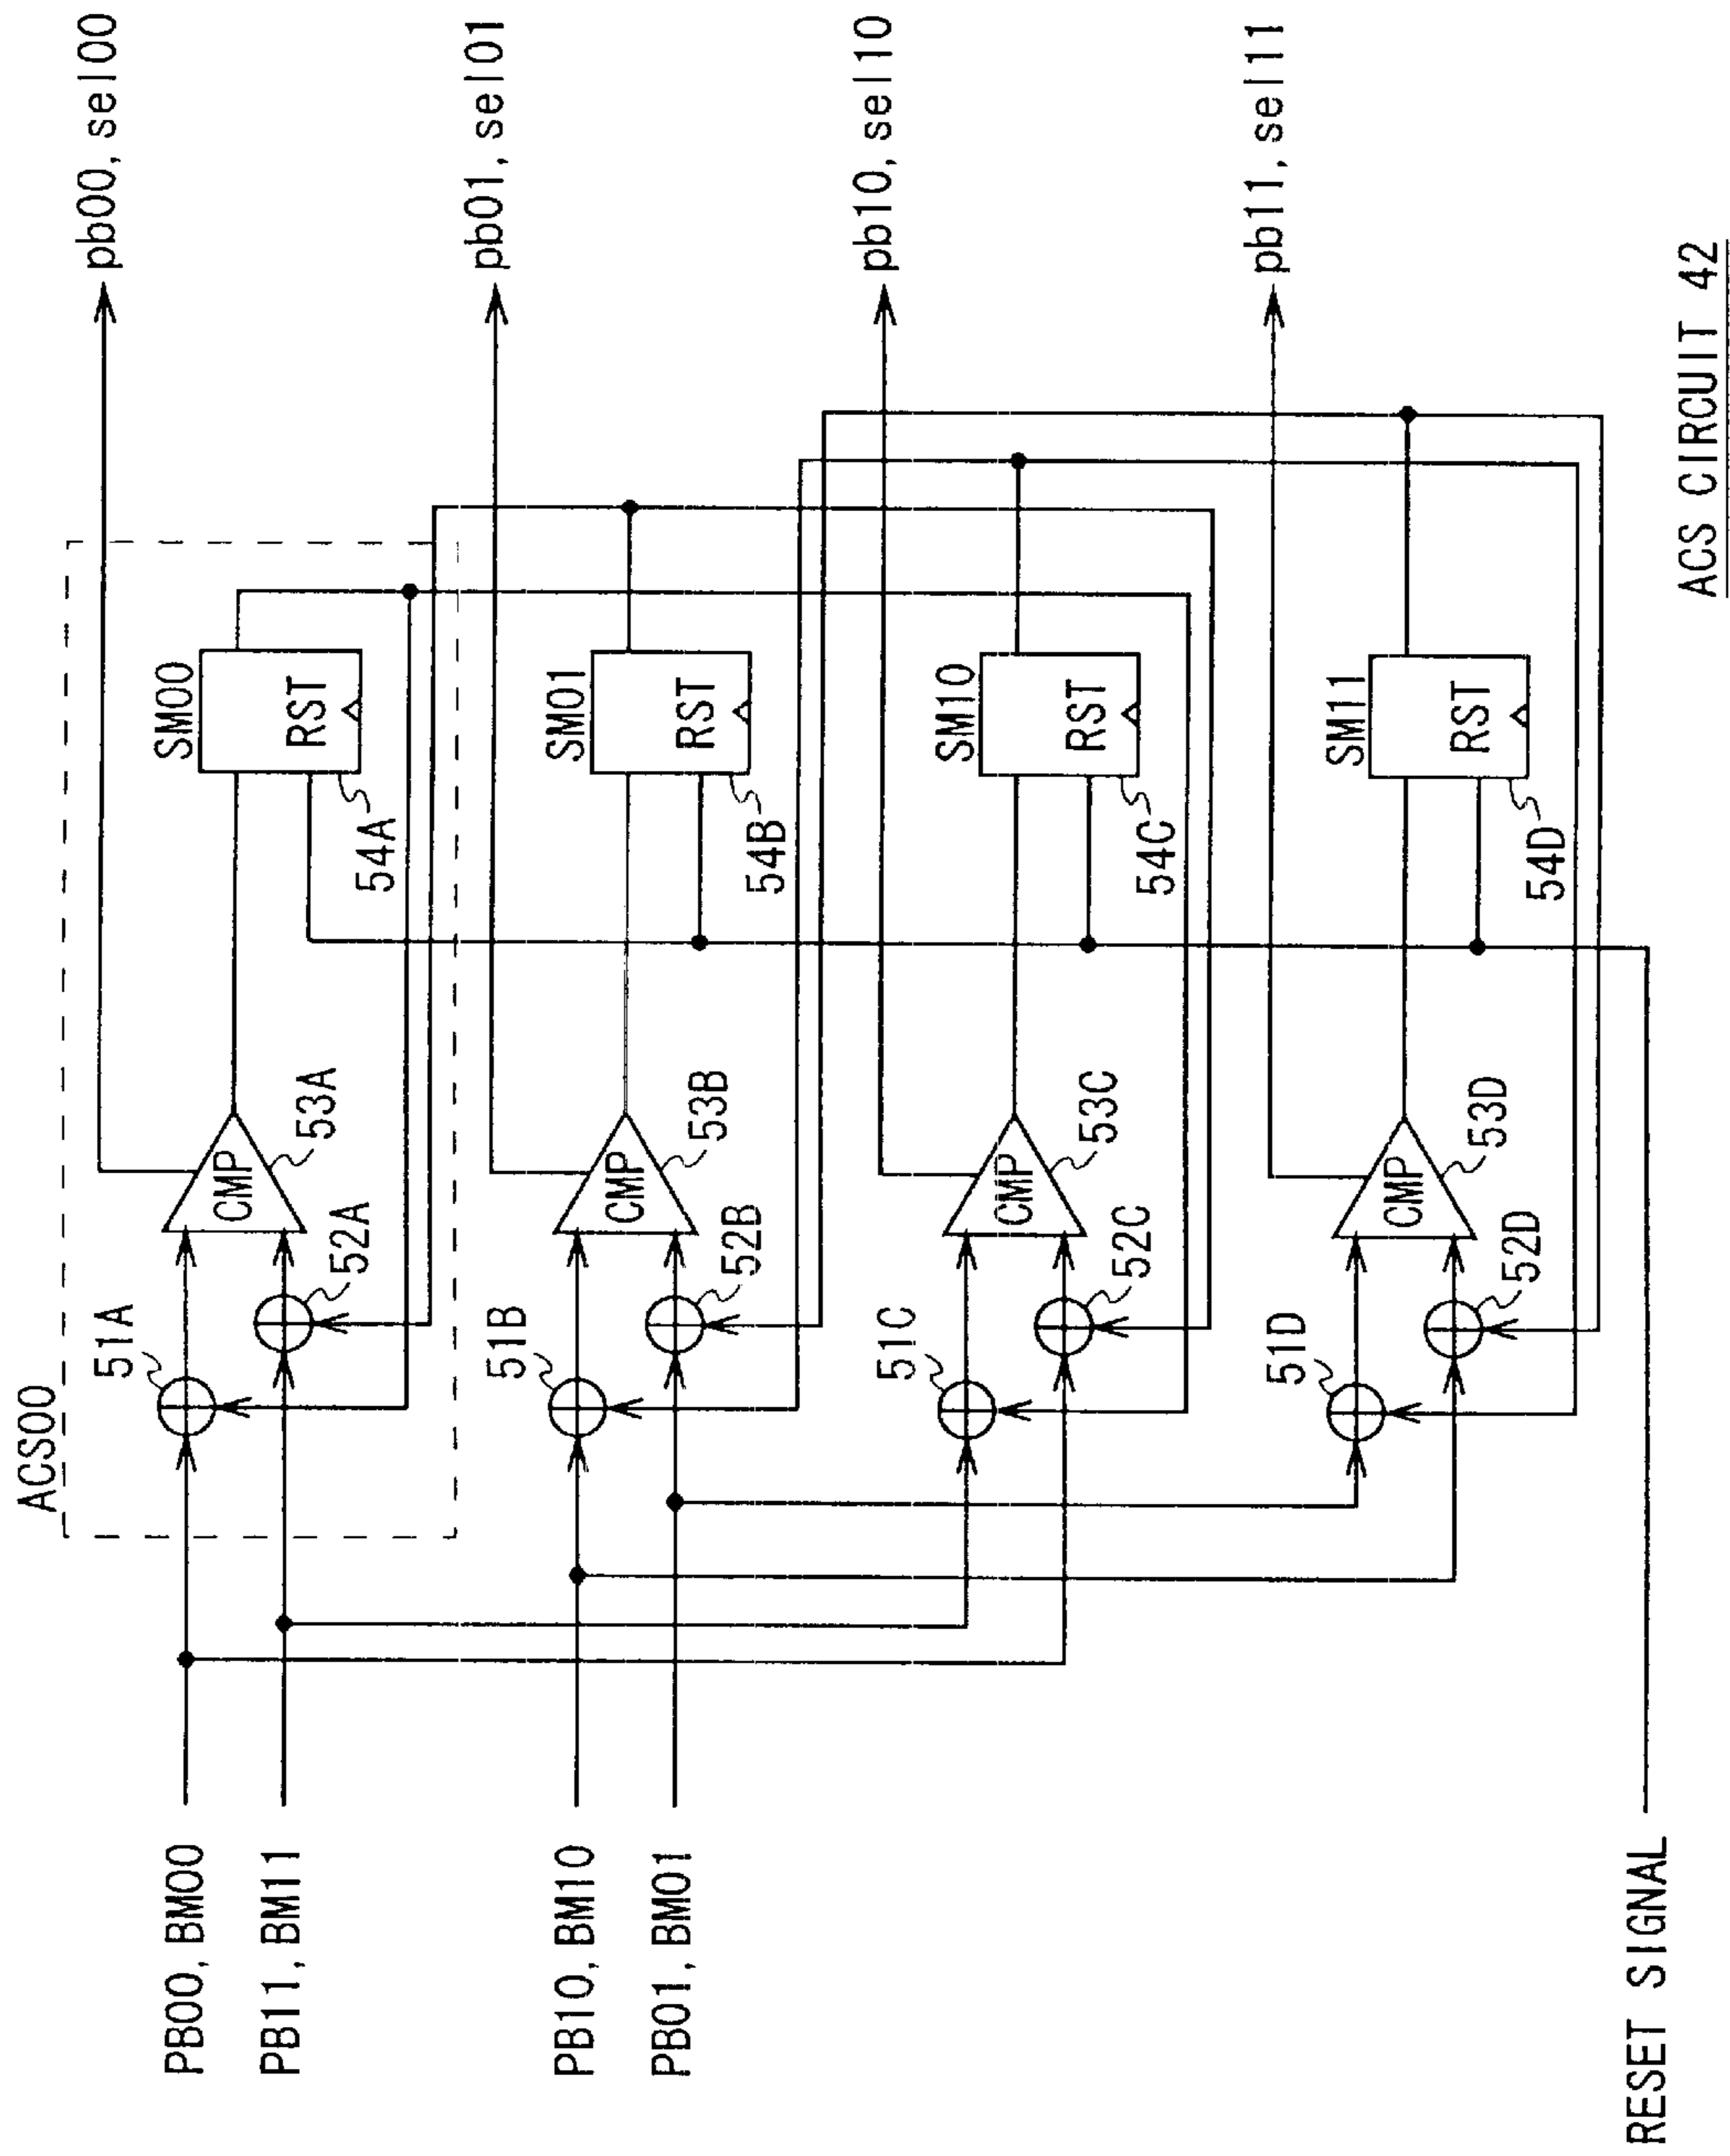 ACS00
PB00,BM00
51A
CMP
53A
SM00
RST
54A
pb00,sel00
PB11,BM11
52A
PB10,BM10
51B
CMP
53B
SM01
RST
54B
pb01,sel01
PB01,BM01
52B
51C
CMP
53C
SM10
RST
54C
pb10,sel10
52C
51D
CMP
53D
SM11
RST
54D
pb11,sel11
52D
RESET SIGNAL
ACS CIRCUIT 42